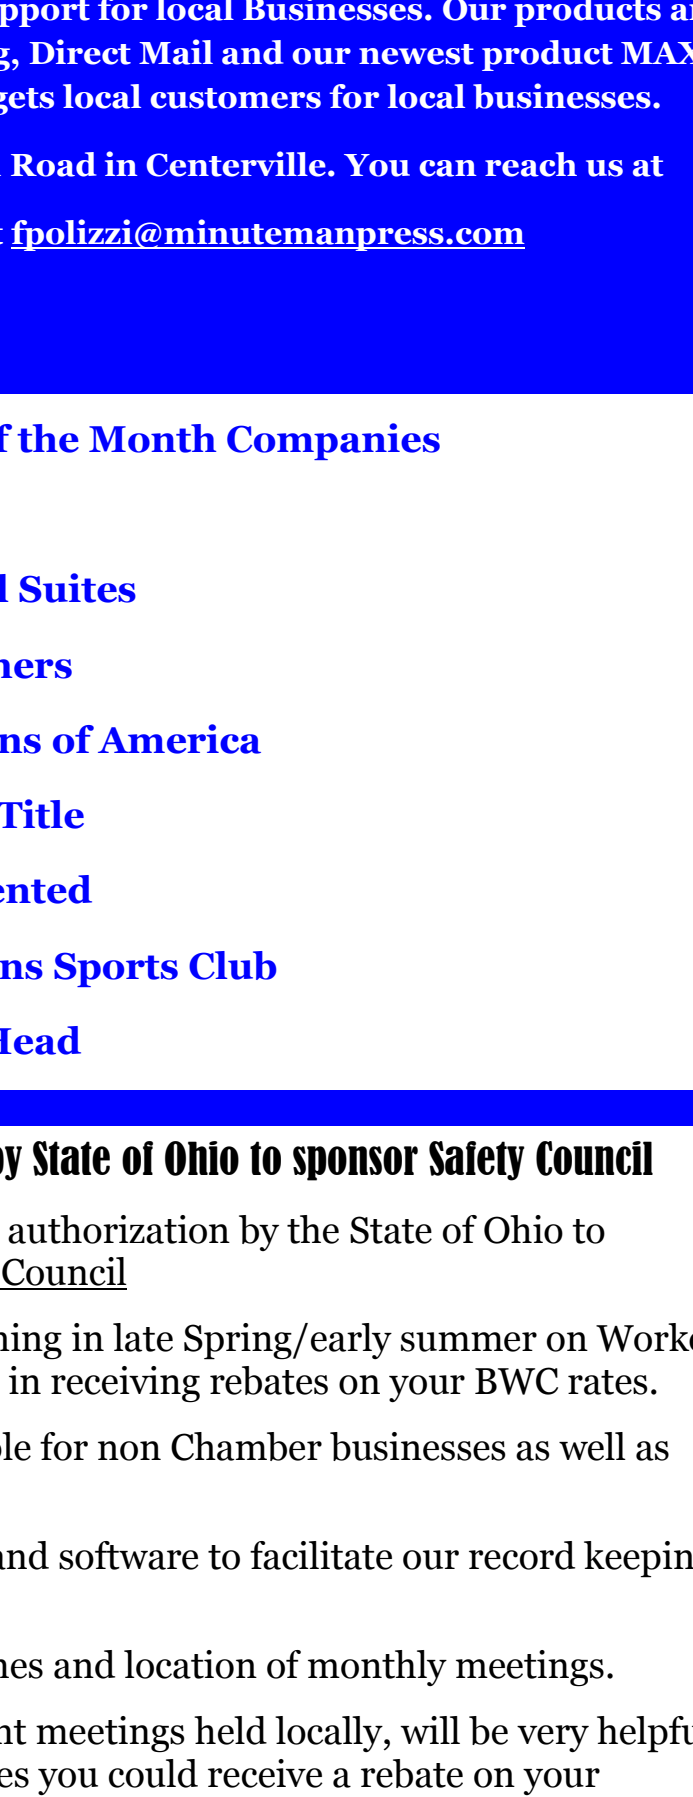 pport for local Businesses. Our products ar
g, Direct Mail and our newest product MAX
gets local customers for local businesses.
Road in Centerville. You can reach us at
t fpolizzi@minutemanpress.com
f the Month Companies
l Suites
ners
ns of America
Title
ented
ns Sports Club
Head
by State of Ohio to sponsor Safety Council
authorization by the State of Ohio to
Council
ning in late Spring/early summer on Worke
in receiving rebates on your BWC rates.
ble for non Chamber businesses as well as
and software to facilitate our record keepin
nes and location of monthly meetings.
nt meetings held locally, will be very helpfu
es you could receive a rebate on your